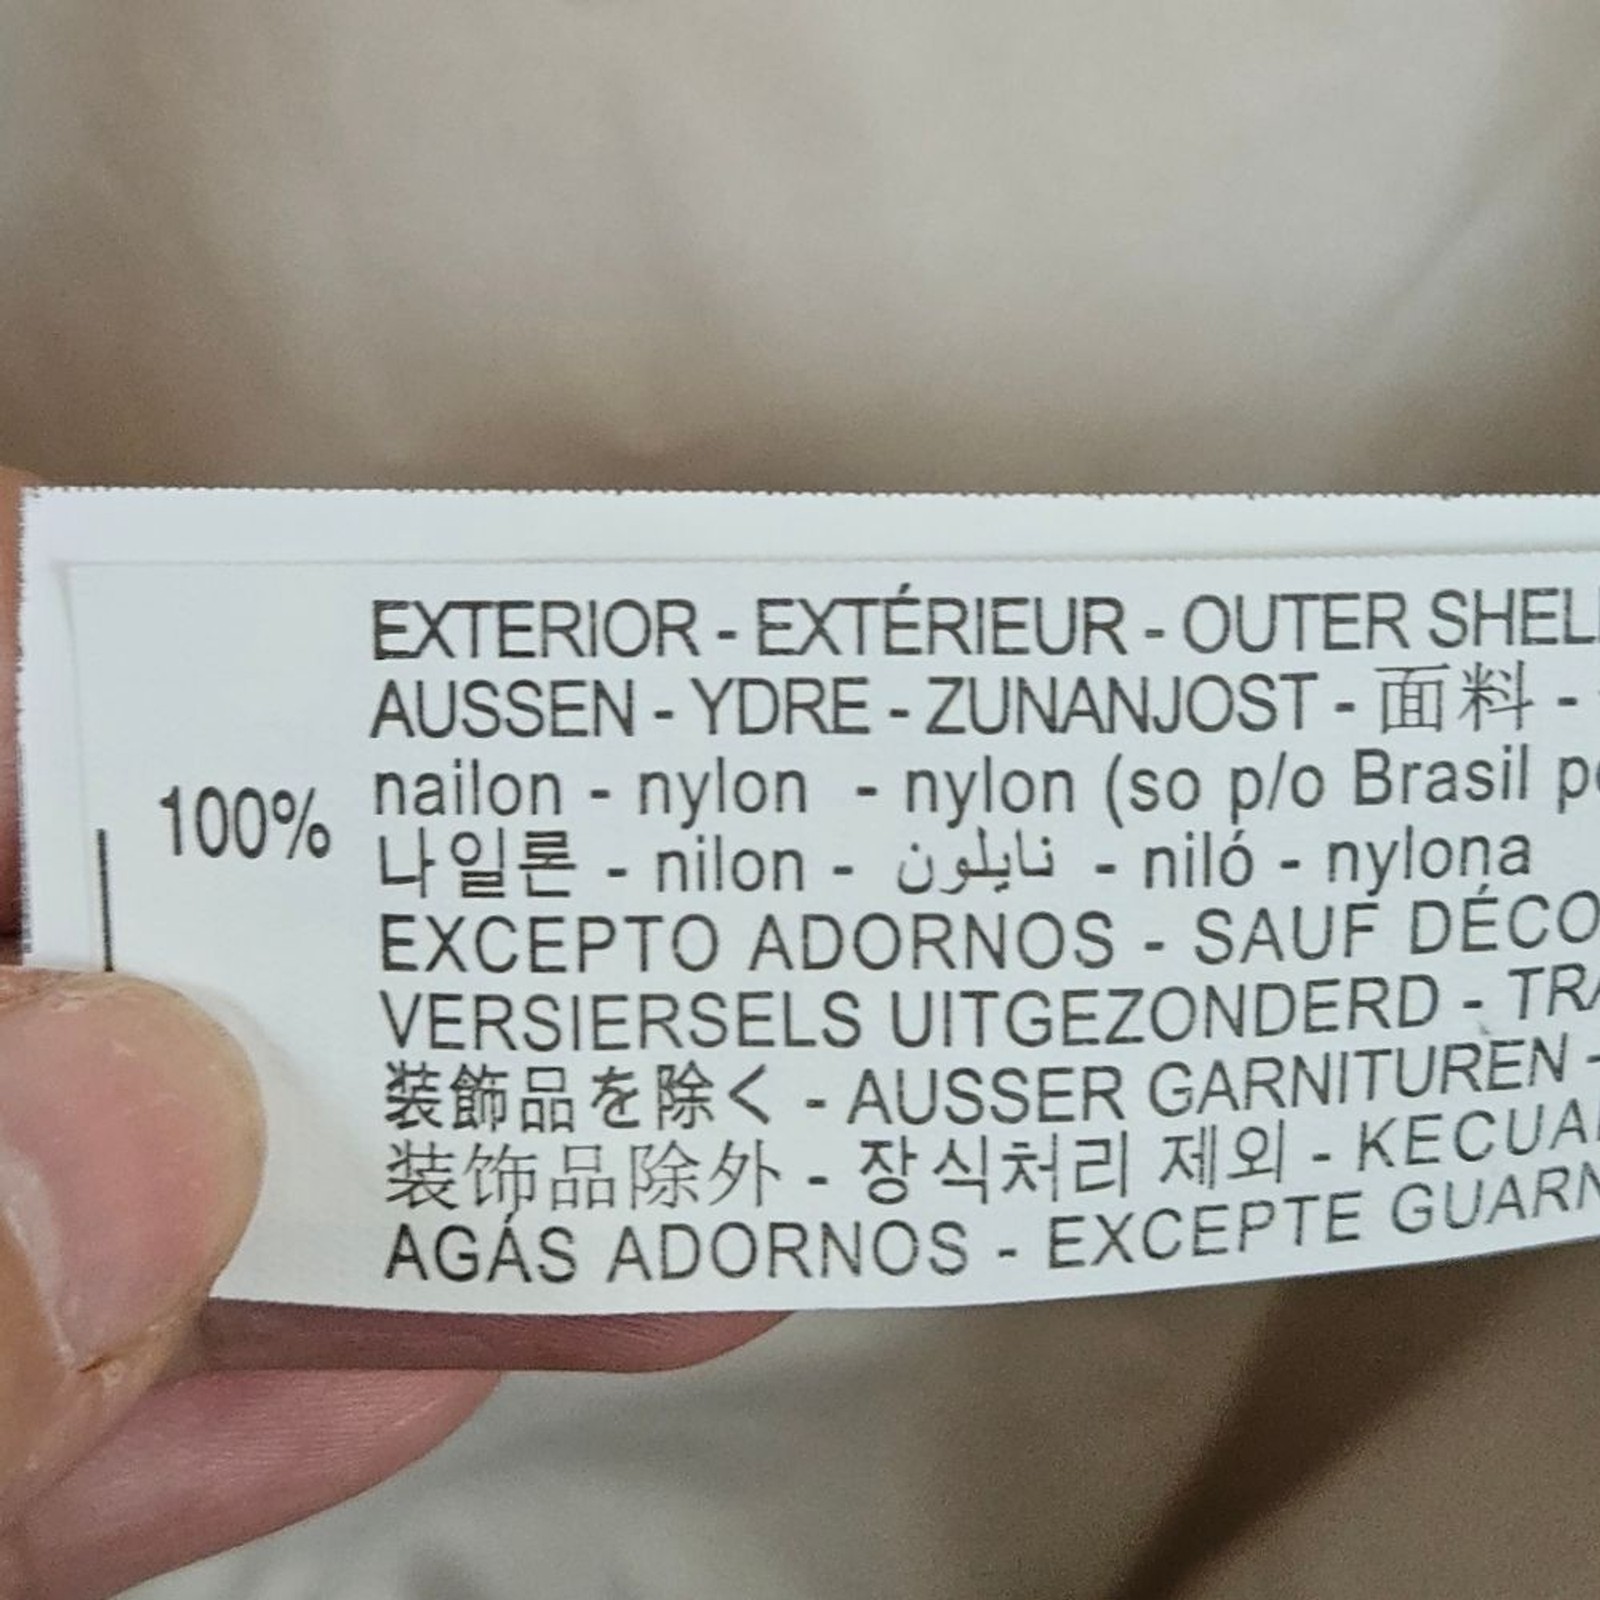 EXTERIOR - EXTÉRIEUR - OUTER SHELL
AUSSEN - YDRE - ZUNANJOST - 面料 -
100% nailon - nylon - nylon (so p/o Brasil
나일론 - nilon - نايلون - niló - nylona
EXCEPTO ADORNOS - SAUF DÉCO
VERSIERSELS UITGEZONDERD - TRA
装飾品を除く - AUSSER GARNITUREN -
装饰品除外 - 장식처리 제외 - KECUAL
AGÁS ADORNOS - EXCEPTE GUARN